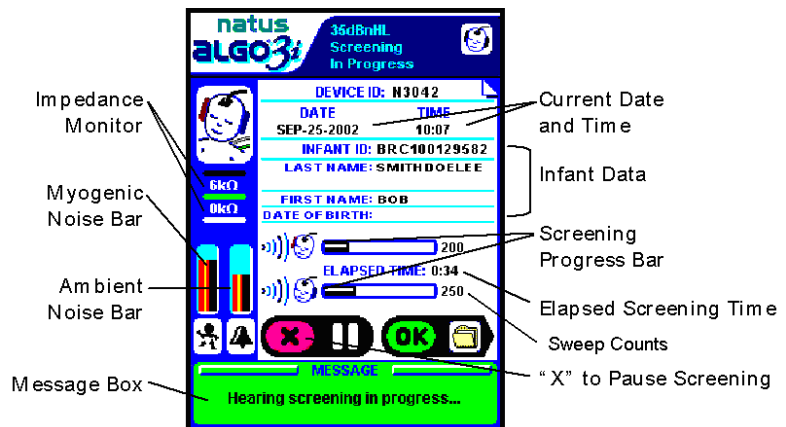 natus
ALGO3i
35dBnHL
Screening
In Progress
DEVICE ID: N3042
DATE TIME
SEP-25-2002 10:07
INFANT ID: BRC100129582
LAST NAME: SMITHDOELEE
FIRST NAME: BOB
DATE OF BIRTH:
6kΩ
0kΩ
200
ELAPSED TIME: 0:34
250
X
OK
MESSAGE
Hearing screening in progress...
Impedance
Monitor
Myogenic
Noise Bar
Ambient
Noise Bar
Message Box
Current Date
and Time
Infant Data
Screening
Progress Bar
Elapsed Screening Time
Sweep Counts
"X" to Pause Screening